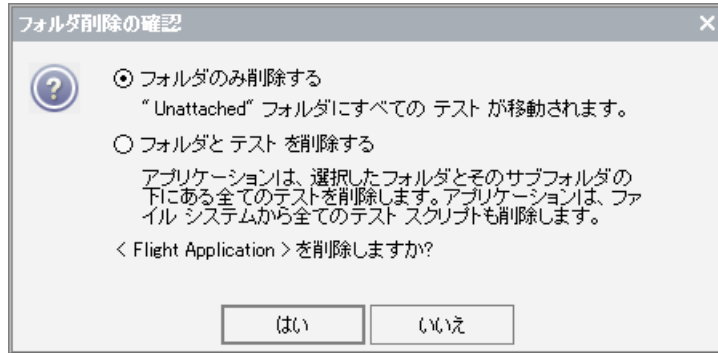 フォルダ削除の確認
フォルダのみ削除する
"Unattached" フォルダにすべての テスト が移動されます。
フォルダと テスト を削除する
アプリケーションは、選択したフォルダとそのサブフォルダの
下にある全てのテストを削除します。アプリケーションは、ファ
イル システムから全てのテスト スクリプトも削除します。
< Flight Application > を削除しますか?
はい
いいえ